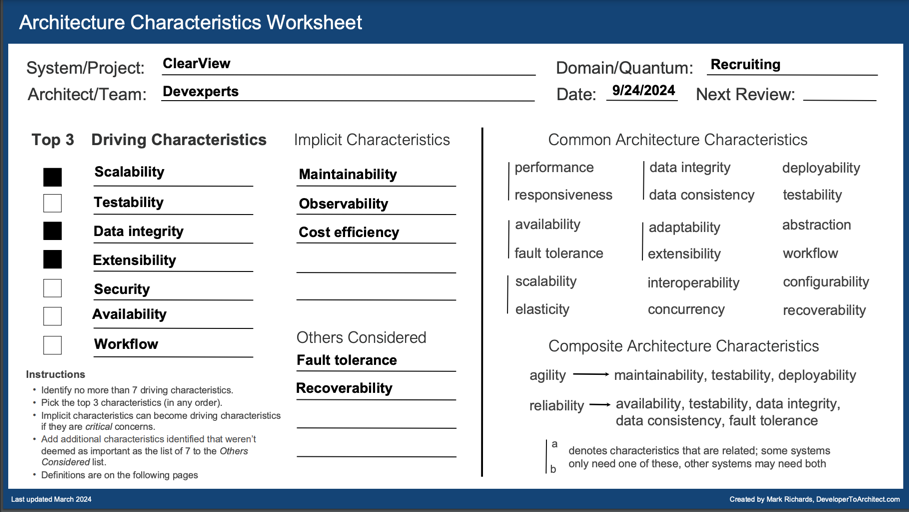 Architecture Characteristics Worksheet
System/Project: ClearView
Domain/Quantum: Recruiting
Architect/Team: Devexperts
Date: 9/24/2024 Next Review:
Top 3 Driving Characteristics
Scalability
Testability
Data integrity
Extensibility
Security
Availability
Workflow
Instructions
• Identify no more than 7 driving characteristics.
• Pick the top 3 characteristics (in any order).
• Implicit characteristics can become driving characteristics
if they are critical concerns.
• Add additional characteristics identified that weren't
deemed as important as the list of 7 to the Others
Considered list.
• Definitions are on the following pages
Implicit Characteristics
Maintainability
Observability
Cost efficiency
Others Considered
Fault tolerance
Recoverability
Common Architecture Characteristics
performance data integrity deployability
responsiveness data consistency testability
availability adaptability abstraction
fault tolerance extensibility workflow
scalability interoperability configurability
elasticity concurrency recoverability
Composite Architecture Characteristics
agility → maintainability, testability, deployability
reliability → availability, testability, data integrity,
data consistency, fault tolerance
a
b
denotes characteristics that are related; some systems
only need one of these, other systems may need both
Last updated March 2024
Created by Mark Richards, DeveloperToArchitect.com